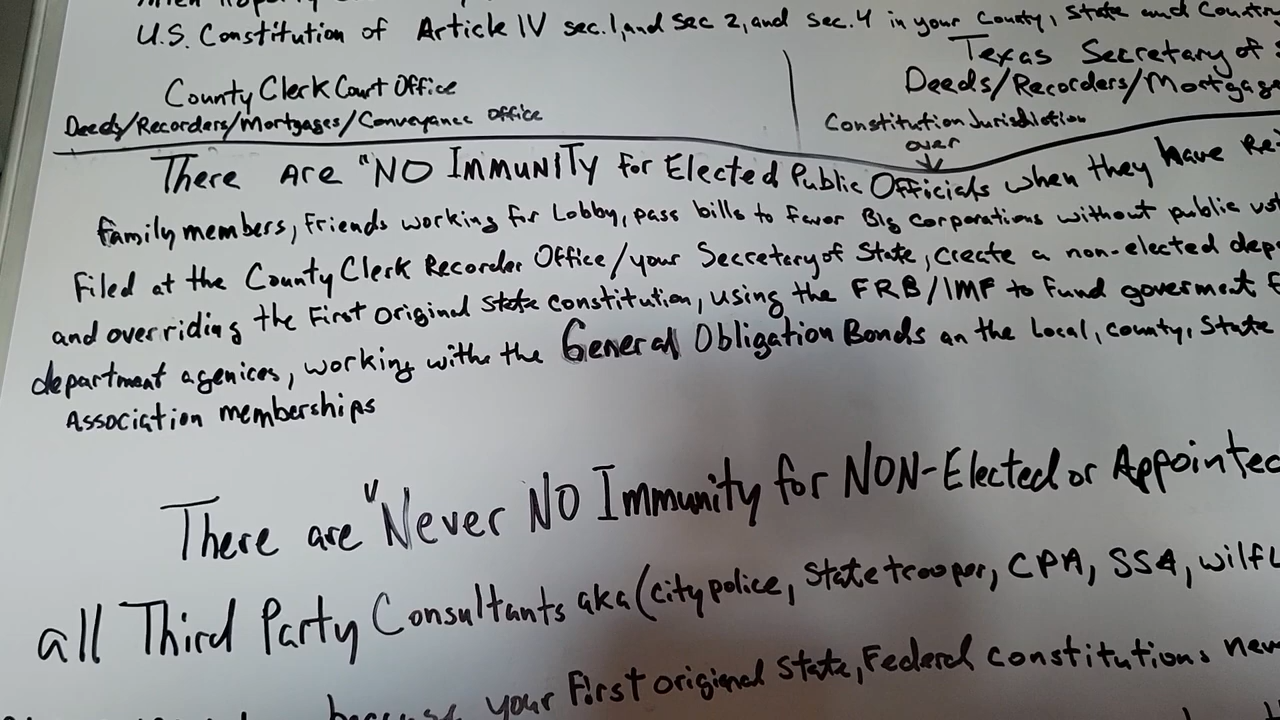 U.S. Constitution of Article IV sec.1, and sec 2, and sec.4 in your County, State and
Texas Secretary of
County Clerk Court Office
Deeds/Recorders/Mortgage
Deeds/Recorders/Mortgages/Conveyance office
Constitution Jurisdiction
over
There Are "NO Immunity for Elected Public Officials when they have
family members, Friends working for Lobby, pass bills to favor Big Corporations without public
Filed at the County Clerk Recorder Office/your Secretary of State, create a non-elected
and overriding the First Original State constitution, using the FRB/IMF to fund goverment
department agenices, working withe the General Obligation Bonds on the Local, county, State
Association memberships
There are "Never NO Immunity for NON-Elected or Appointed
all Third Party Consultants aka (city police, State trooper, CPA, SSA,
because your First original State, Federal constitutions